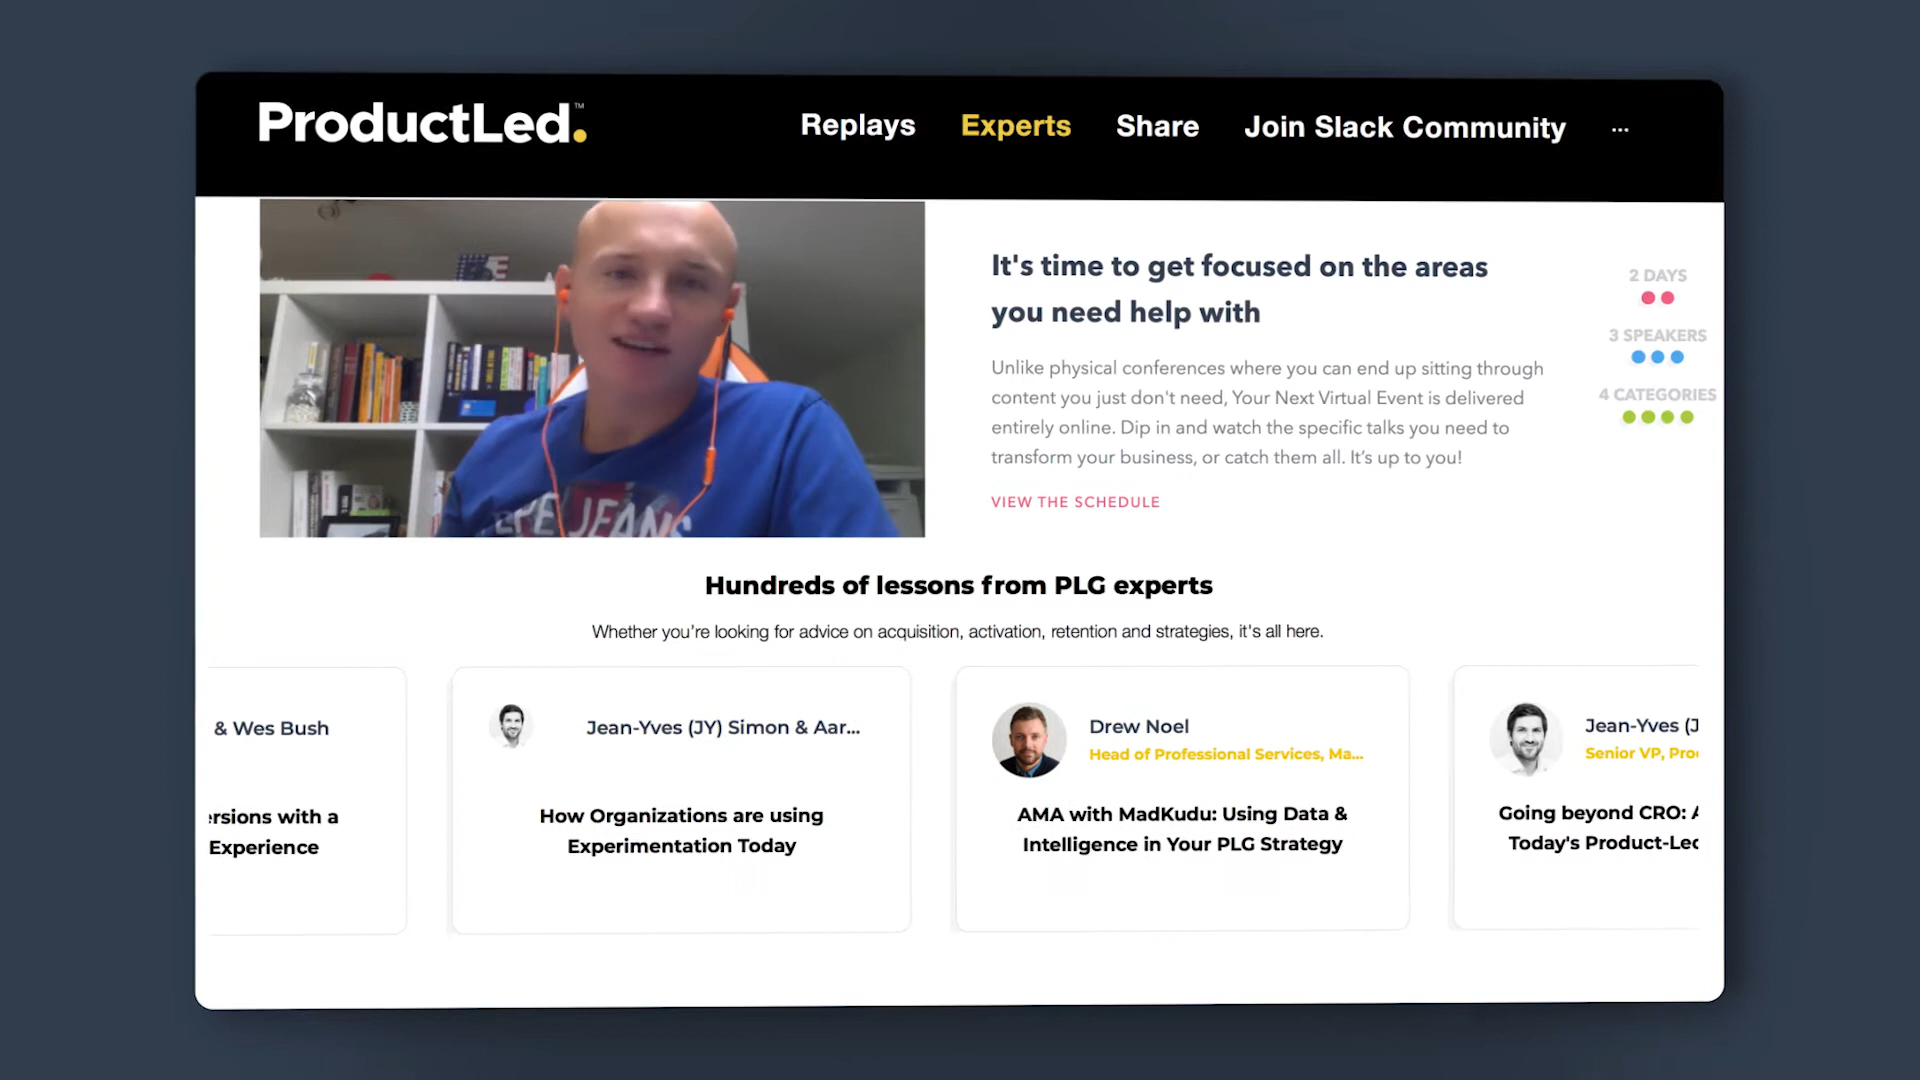 ProductLed.™
Replays
Experts
Share
Join Slack Community
...
It's time to get focused on the areas
you need help with
Unlike physical conferences where you can end up sitting through
content you just don't need, Your Next Virtual Event is delivered
entirely online. Dip in and watch the specific talks you need to
transform your business, or catch them all. It's up to you!
VIEW THE SCHEDULE
2 DAYS
3 SPEAKERS
4 CATEGORIES
JEANS
Hundreds of lessons from PLG experts
Whether you're looking for advice on acquisition, activation, retention and strategies, it's all here.
& Wes Bush
ersions with a
Experience
Jean-Yves (JY) Simon & Aar...
How Organizations are using
Experimentation Today
Drew Noel
Head of Professional Services, Ma...
AMA with MadKudu: Using Data &
Intelligence in Your PLG Strategy
Jean-Yves (J
Senior VP, Pro
Going beyond CRO: A
Today's Product-Led